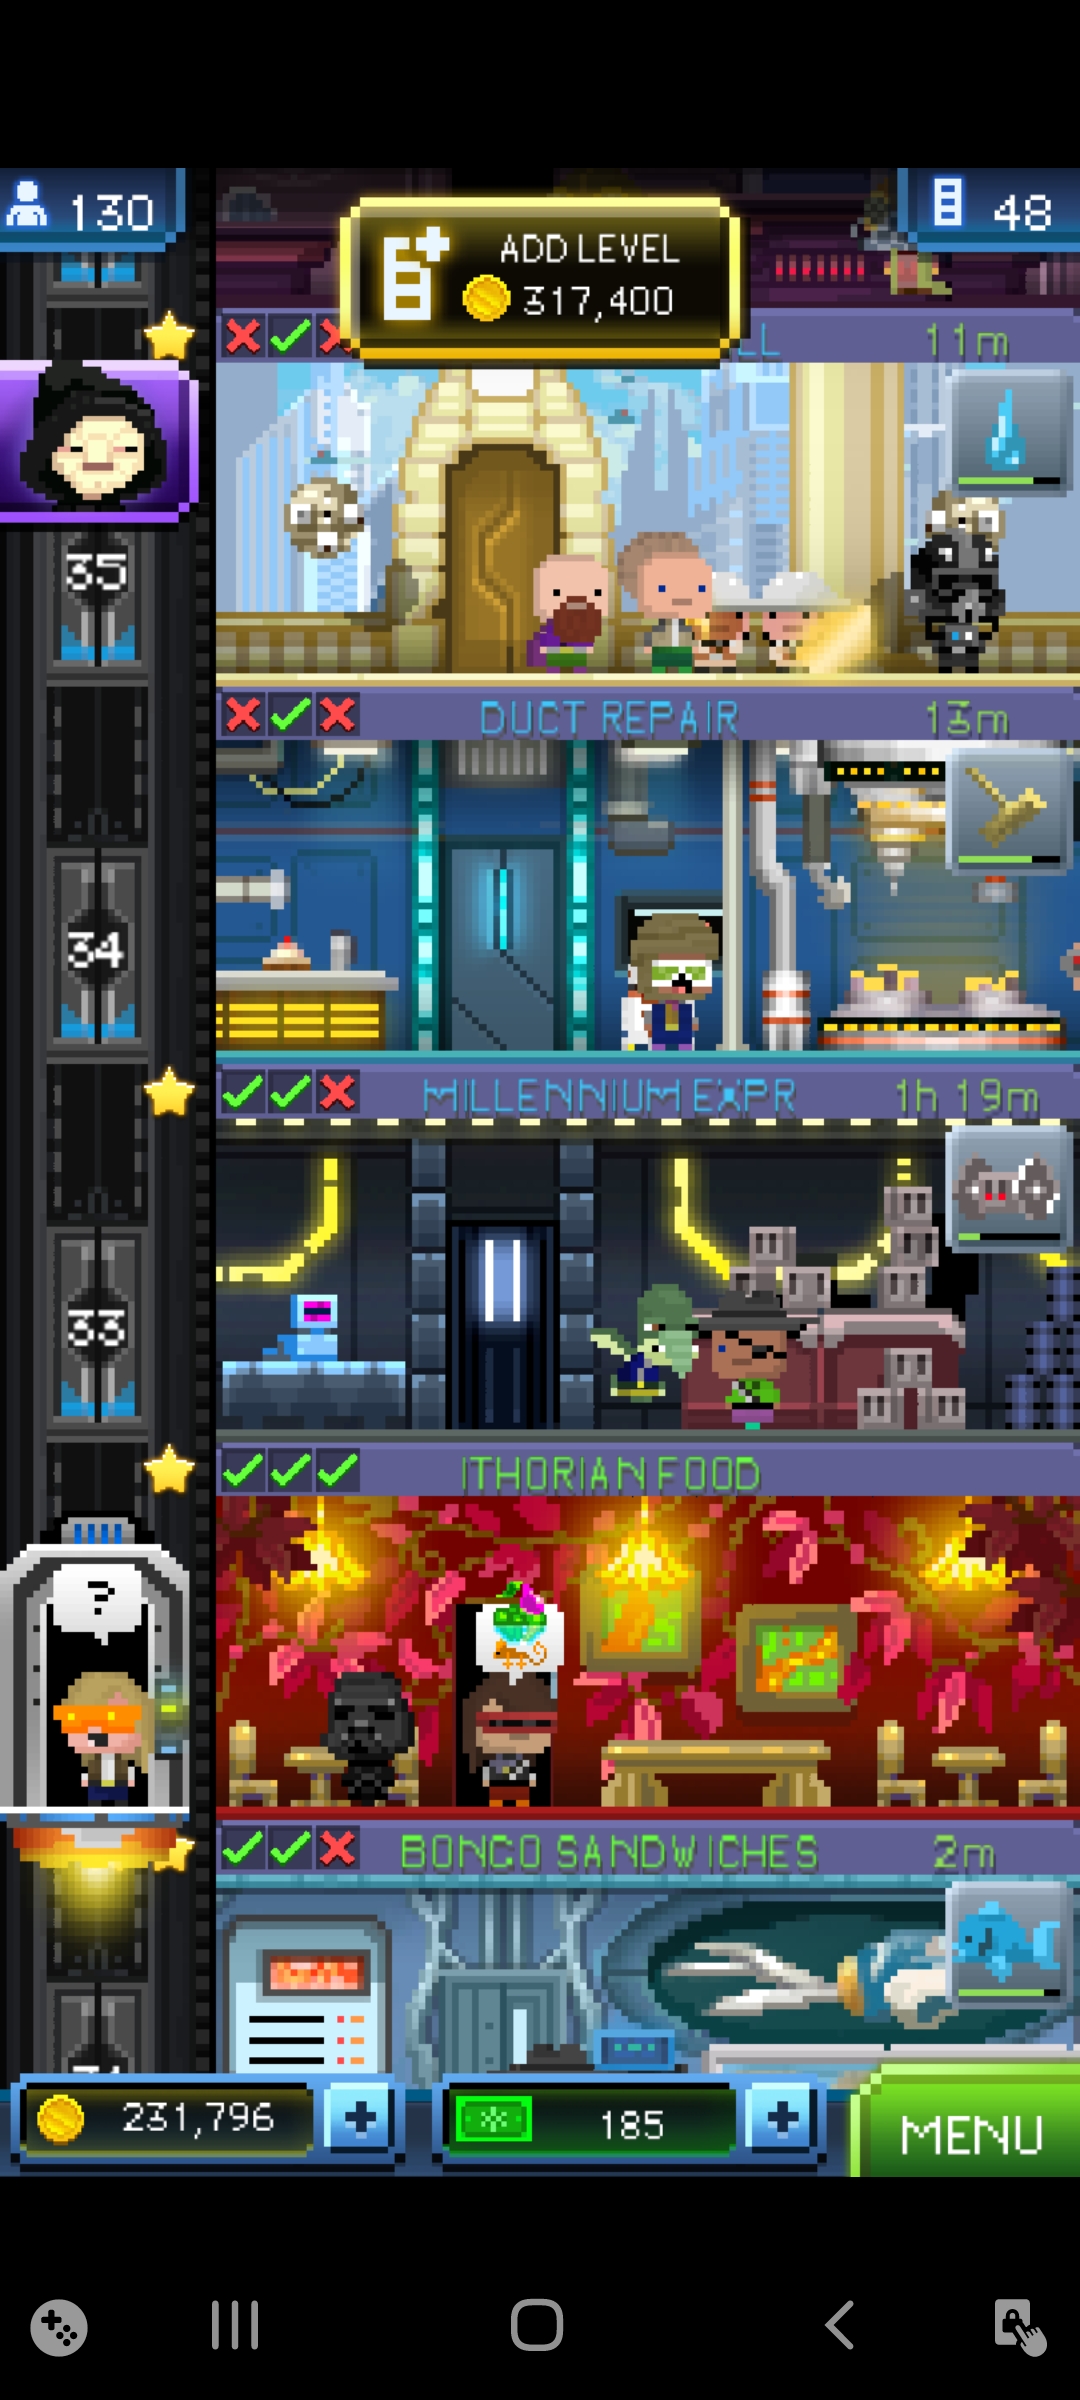 130
48
ADD LEVEL
317,400
LL
11m
35
DUCT REPAIR
13m
34
MILLENNIUM EXPR
1h 19m
33
ITHORIAN FOOD
?
BONGO SANDWICHES
2m
231,796
185
MENU